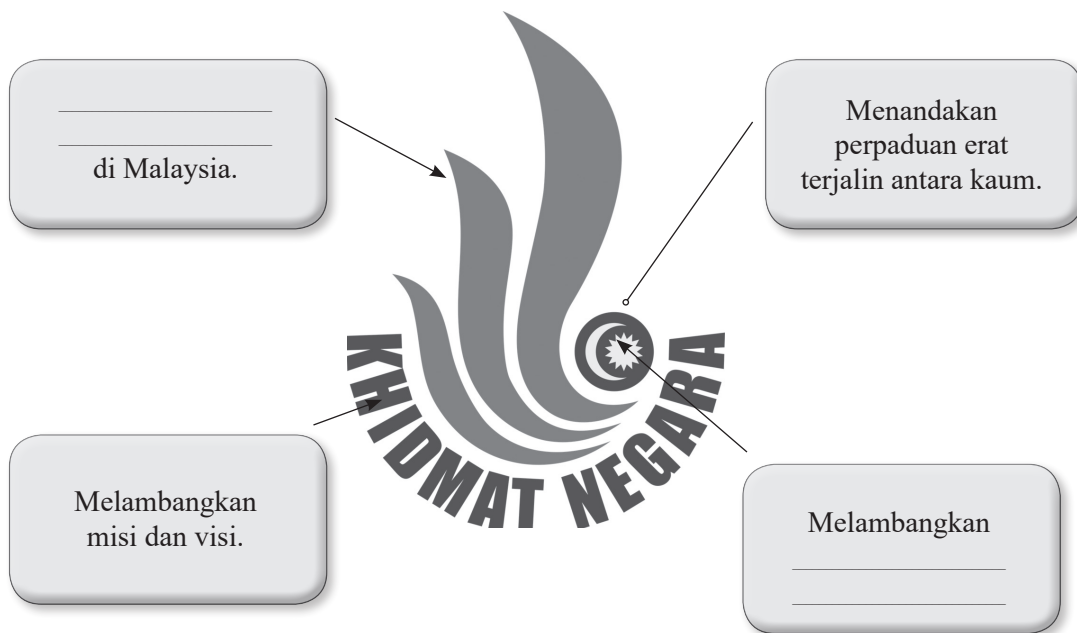 di Malaysia.
Menandakan
perpaduan erat
terjalin antara kaum.
KHIDMAT NEGARA
Melambangkan
misi dan visi.
Melambangkan